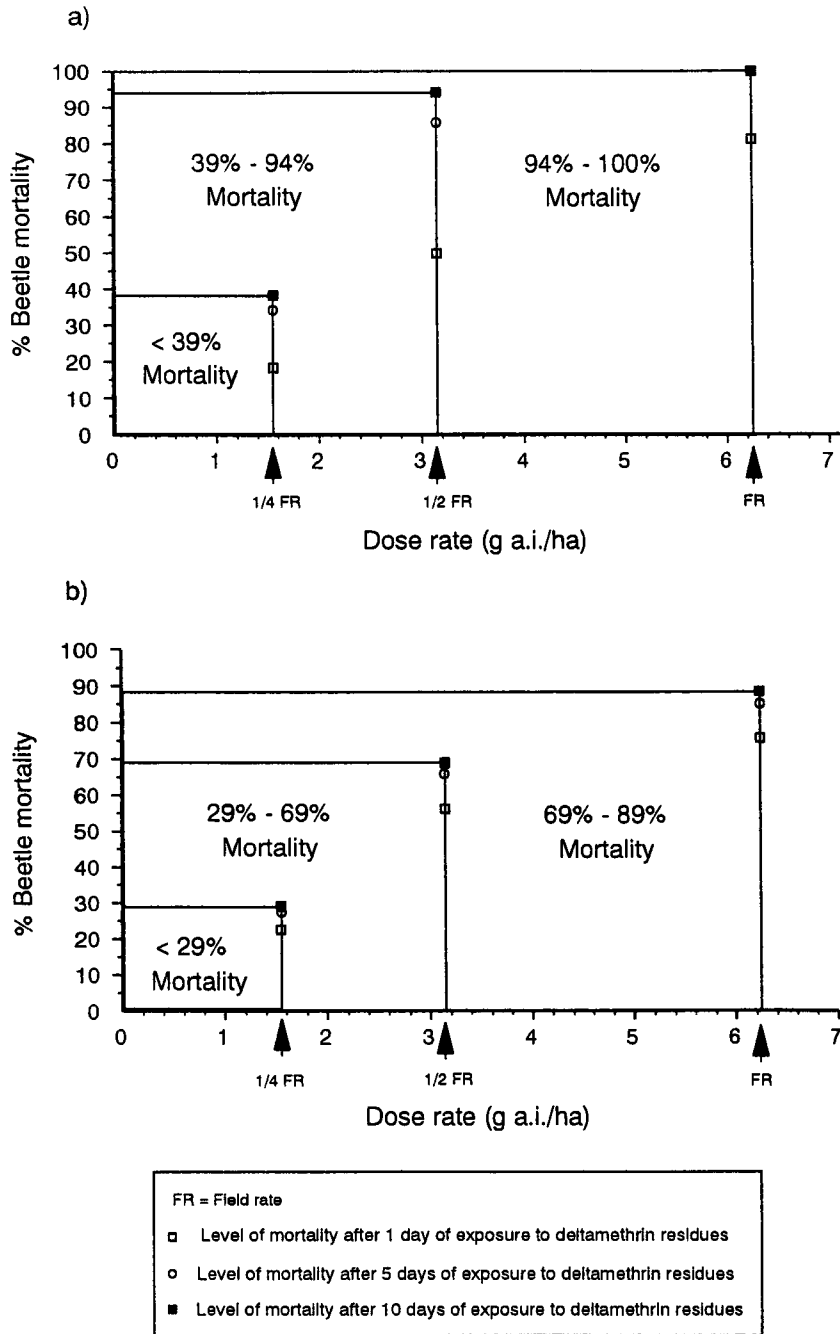 a)
% Beetle mortality
100
90
80
70
60
50
40
30
20
10
0
39% - 94%
Mortality
94% - 100%
Mortality
< 39%
Mortality
0 1 2 3 4 5 6 7
1/4 FR 1/2 FR FR
Dose rate (g a.i./ha)
b)
% Beetle mortality
100
90
80
70
60
50
40
30
20
10
0
29% - 69%
Mortality
69% - 89%
Mortality
< 29%
Mortality
0 1 2 3 4 5 6 7
1/4 FR 1/2 FR FR
Dose rate (g a.i./ha)
FR = Field rate
Level of mortality after 1 day of exposure to deltamethrin residues
Level of mortality after 5 days of exposure to deltamethrin residues
Level of mortality after 10 days of exposure to deltamethrin residues